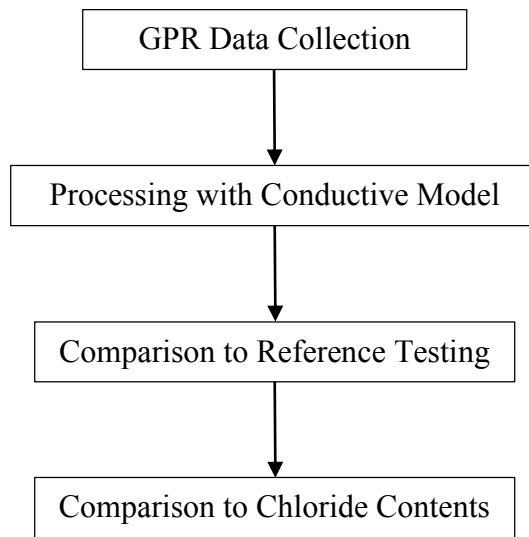 GPR Data Collection
Processing with Conductive Model
Comparison to Reference Testing
Comparison to Chloride Contents